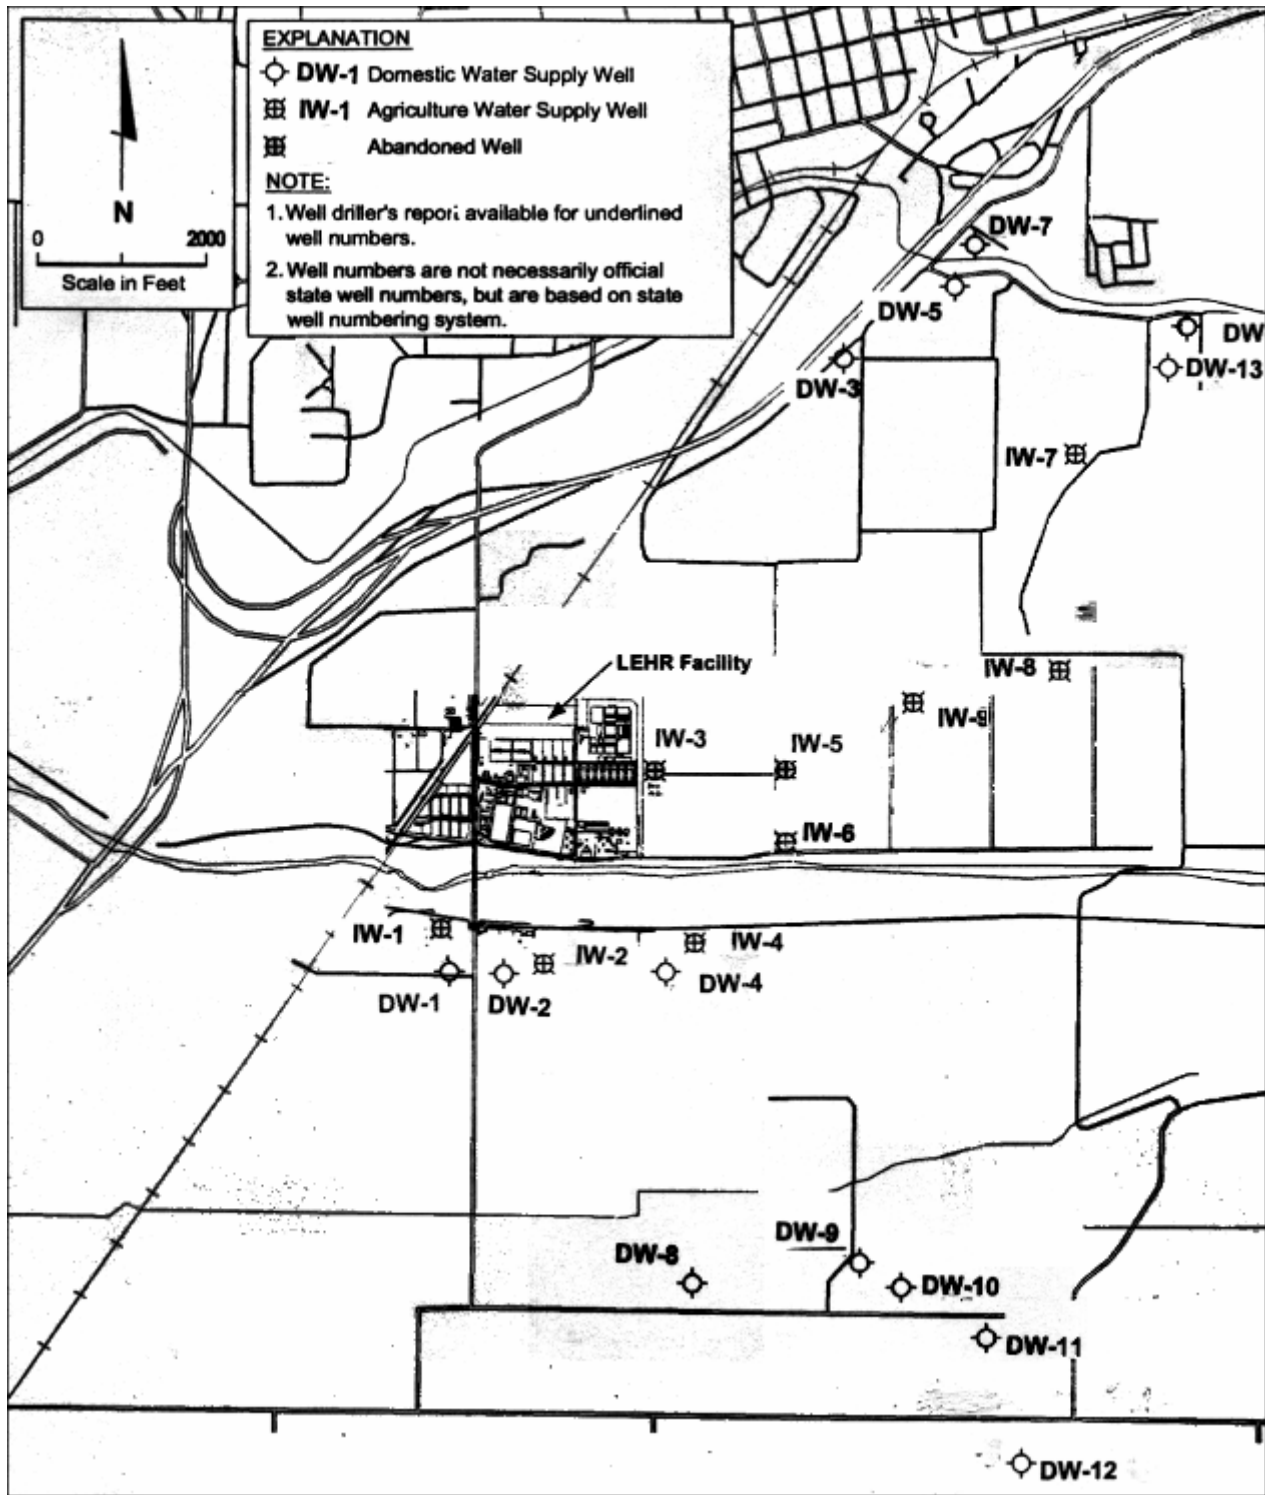 EXPLANATION
DW-1 Domestic Water Supply Well
IW-1 Agriculture Water Supply Well
Abandoned Well
NOTE:
1. Well driller's report available for underlined
well numbers.
2. Well numbers are not necessarily official
state well numbers, but are based on state
well numbering system.
N
0 2000
Scale in Feet
DW-7
DW-5
DW
DW-13
DW-3
IW-7
LEHR Facility
IW-8
IW-9
IW-3
IW-5
IW-6
IW-1
IW-2
IW-4
DW-1
DW-2
DW-4
DW-9
DW-8
DW-10
DW-11
DW-12